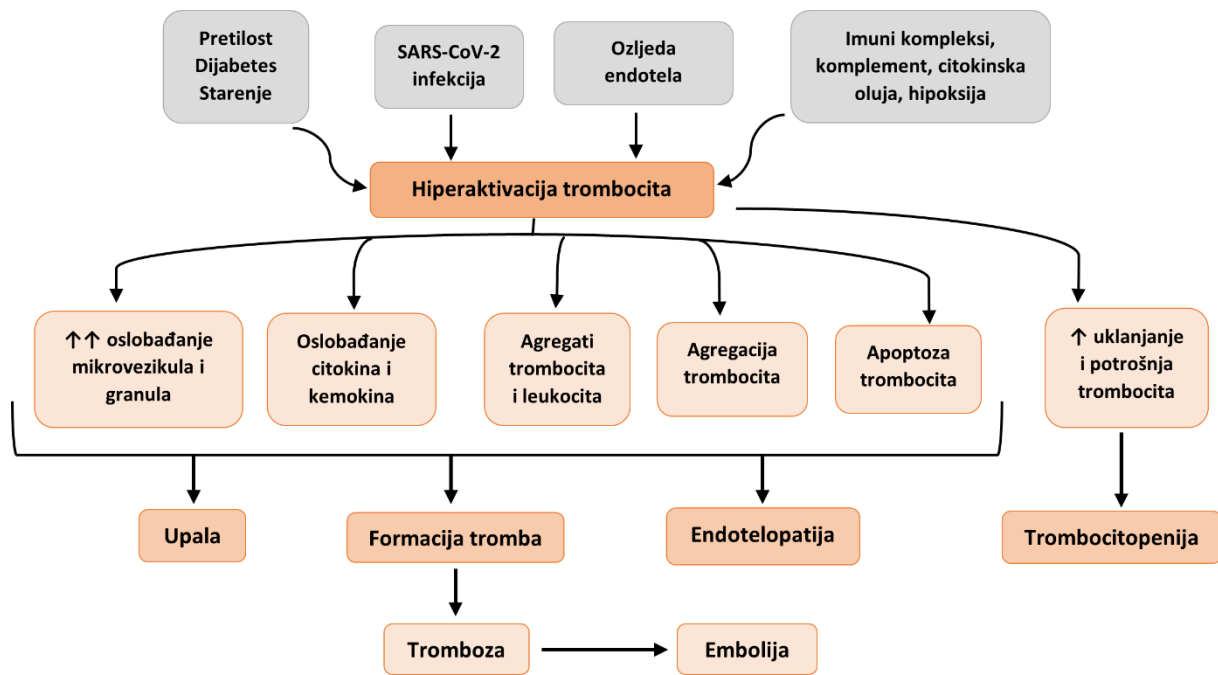 Pretilost
Dijabetes
Starenje
SARS-CoV-2
infekcija
Ozljeda
endotela
Imuni kompleksi,
komplement, citokinska
oluja, hipoksija
Hiperaktivacija trombocita
↑↑ oslobađanje
mikrovezikula i
granula
Oslobađanje
citokina i
kemokina
Agregati
trombocita
i leukocita
Agregacija
trombocita
Apoptoza
trombocita
↑ uklanjanje
i potrošnja
trombocita
Upala
Formacija tromba
Endotelopatija
Trombocitopenija
Tromboza
Embolija